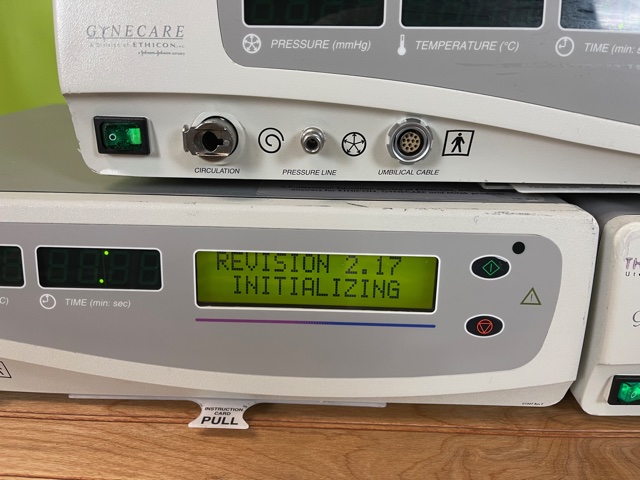 GYNECARE
ETHICON
PRESSURE (mmHg)
TEMPERATURE (°C)
TIME (min: s
CIRCULATION
PRESSURE LINE
UMBILICAL CABLE
°C)
TIME (min: sec)
REVISION 2.17
INITIALIZING
INSTRUCTION
CARD
PULL